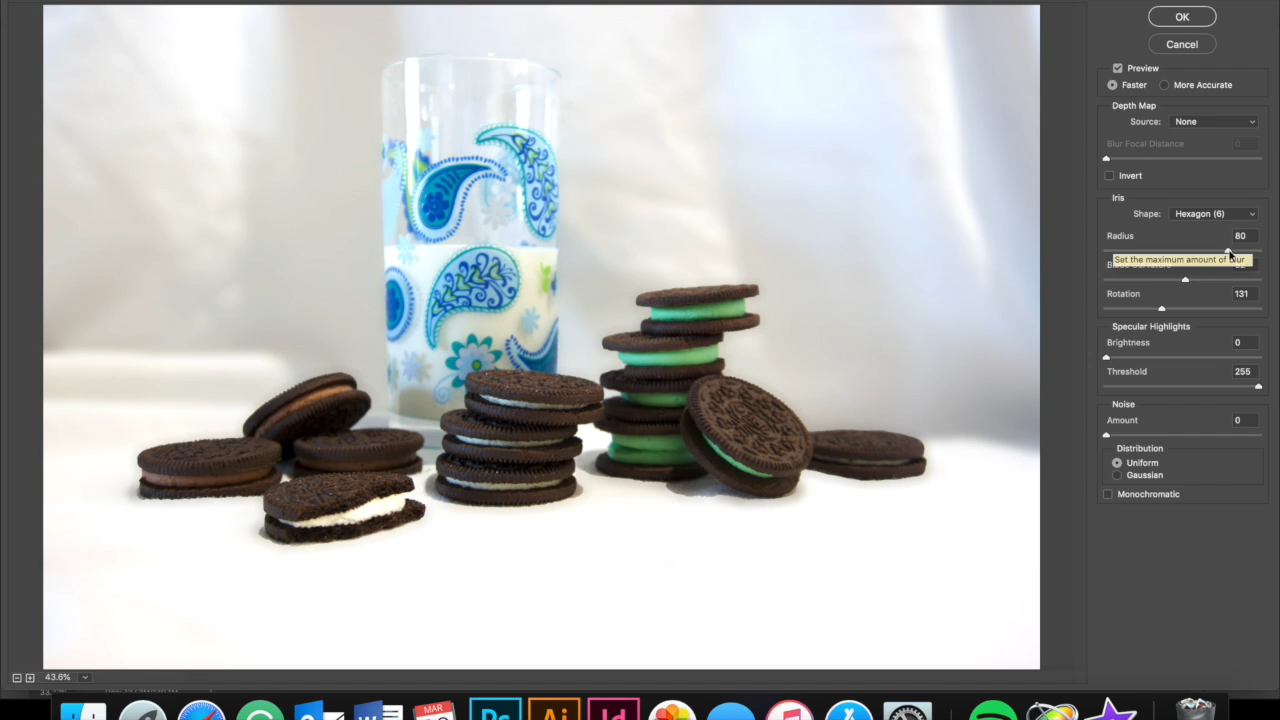 OK
Cancel
Preview
Faster More Accurate
Depth Map
Source: None
Blur Focal Distance 0
Invert
Iris
Shape: Hexagon (6)
Radius 80
Set the maximum amount of blur
Rotation 131
Specular Highlights
Brightness 0
Threshold 255
Noise
Amount 0
Distribution
Uniform
Gaussian
Monochromatic
43.6%
MAR
Ps Ai Id